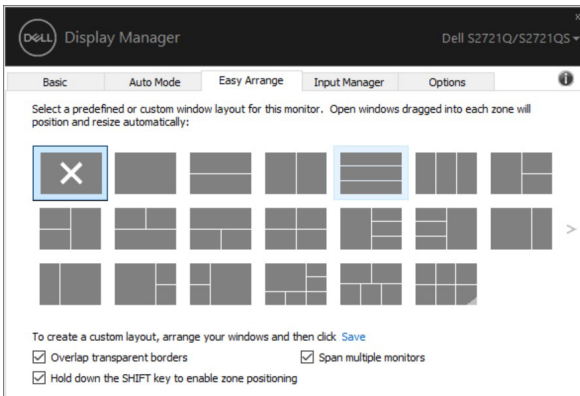 DELL Display Manager
Dell S2721Q/S2721QS
Basic Auto Mode Easy Arrange Input Manager Options
Select a predefined or custom window layout for this monitor. Open windows dragged into each zone will
position and resize automatically:
To create a custom layout, arrange your windows and then click Save
Overlap transparent borders Span multiple monitors
Hold down the SHIFT key to enable zone positioning